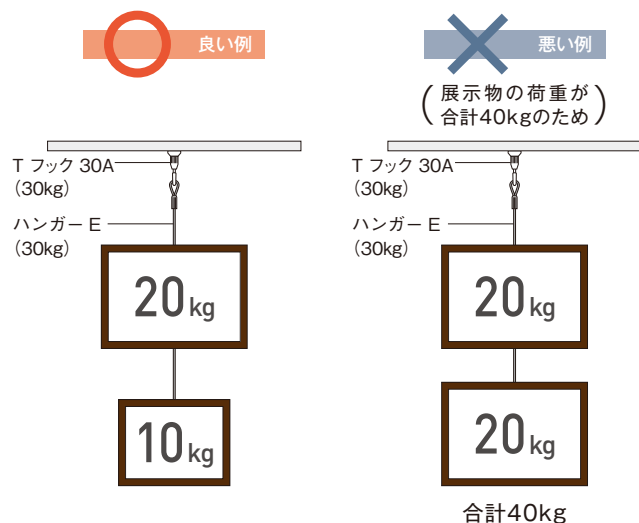 良い例
Tフック 30A
(30kg)
ハンガー E
(30kg)
20kg
10kg
悪い例
(展示物の荷重が
合計40kgのため)
Tフック 30A
(30kg)
ハンガー E
(30kg)
20kg
20kg
合計40kg